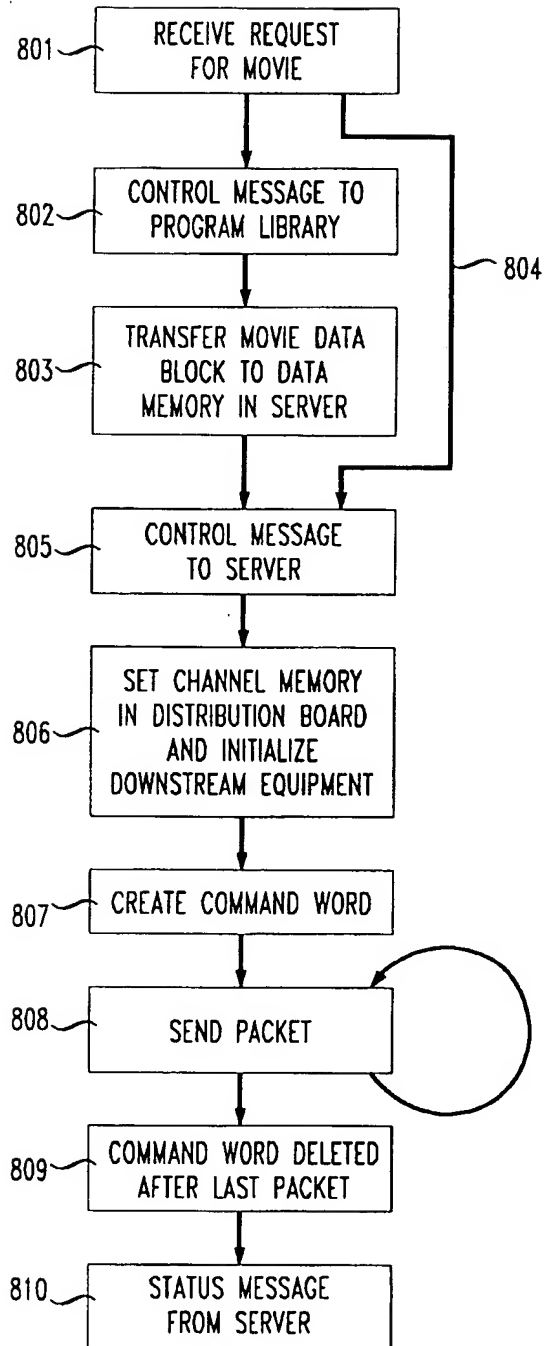 801
RECEIVE REQUEST
FOR MOVIE
802
CONTROL MESSAGE TO
PROGRAM LIBRARY
804
803
TRANSFER MOVIE DATA
BLOCK TO DATA
MEMORY IN SERVER
805
CONTROL MESSAGE
TO SERVER
806
SET CHANNEL MEMORY
IN DISTRIBUTION BOARD
AND INITIALIZE
DOWNSTREAM EQUIPMENT
807
CREATE COMMAND WORD
808
SEND PACKET
809
COMMAND WORD DELETED
AFTER LAST PACKET
810
STATUS MESSAGE
FROM SERVER